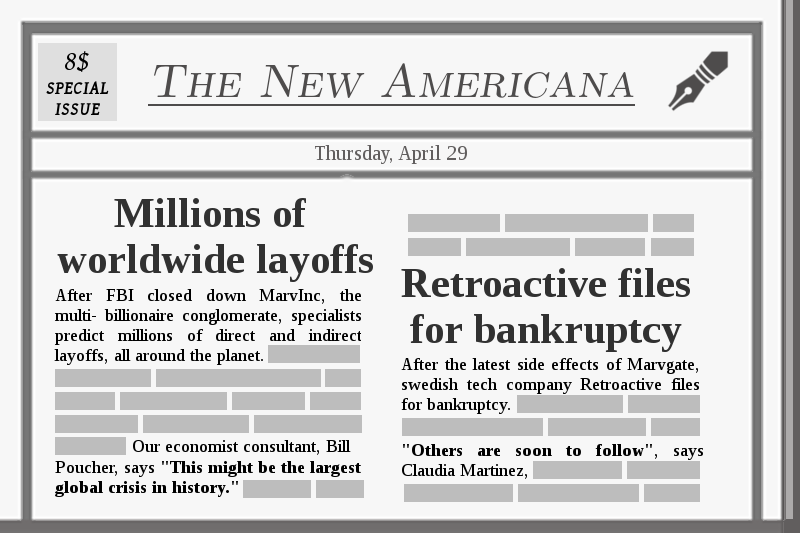 8$
SPECIAL
ISSUE
THE NEW AMERICANA
Thursday, April 29
Millions of
worldwide layoffs
After FBI closed down MarvInc, the
multi- billionaire conglomerate, specialists
predict millions of direct and indirect
layoffs, all around the planet.
Our economist consultant, Bill
Poucher, says "This might be the largest
global crisis in history."
Retroactive files
for bankruptcy
After the latest side effects of Marvgate,
swedish tech company Retroactive files
for bankruptcy.
"Others are soon to follow", says
Claudia Martinez,